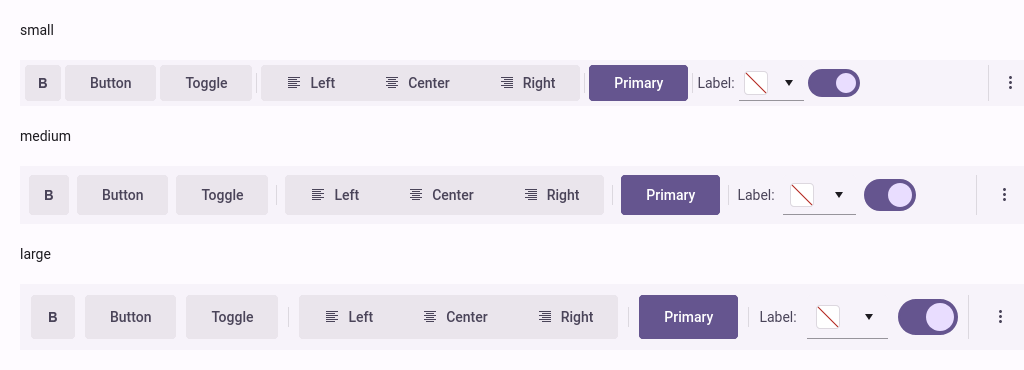 small
B Button Toggle Left Center Right Primary Label:
medium
B Button Toggle Left Center Right Primary Label:
large
B Button Toggle Left Center Right Primary Label: